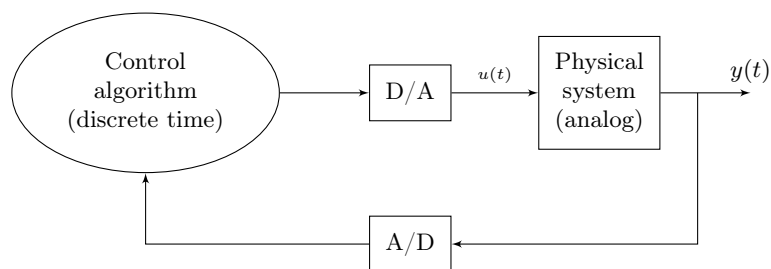 Control
algorithm
(discrete time)
D/A
u(t)
Physical
system
(analog)
y(t)
A/D